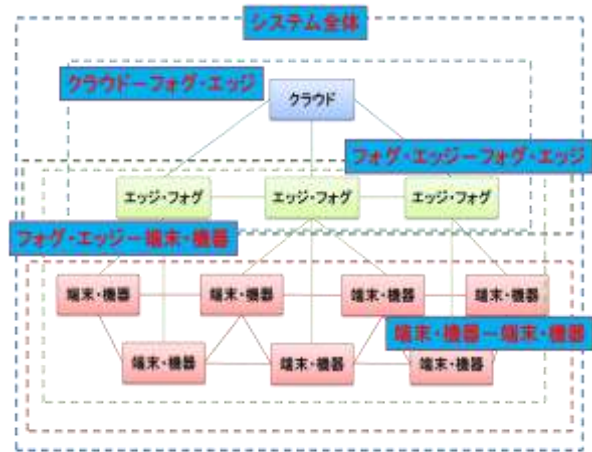 システム全体
クラウドーフォグ・エッジ
クラウド
フォグ・エッジーフォグ・エッジ
エッジ・フォグ
エッジ・フォグ
エッジ・フォグ
フォグ・エッジー端末・機器
端末・機器
端末・機器
端末・機器
端末・機器
端末・機器ー端末・機器
端末・機器
端末・機器
端末・機器